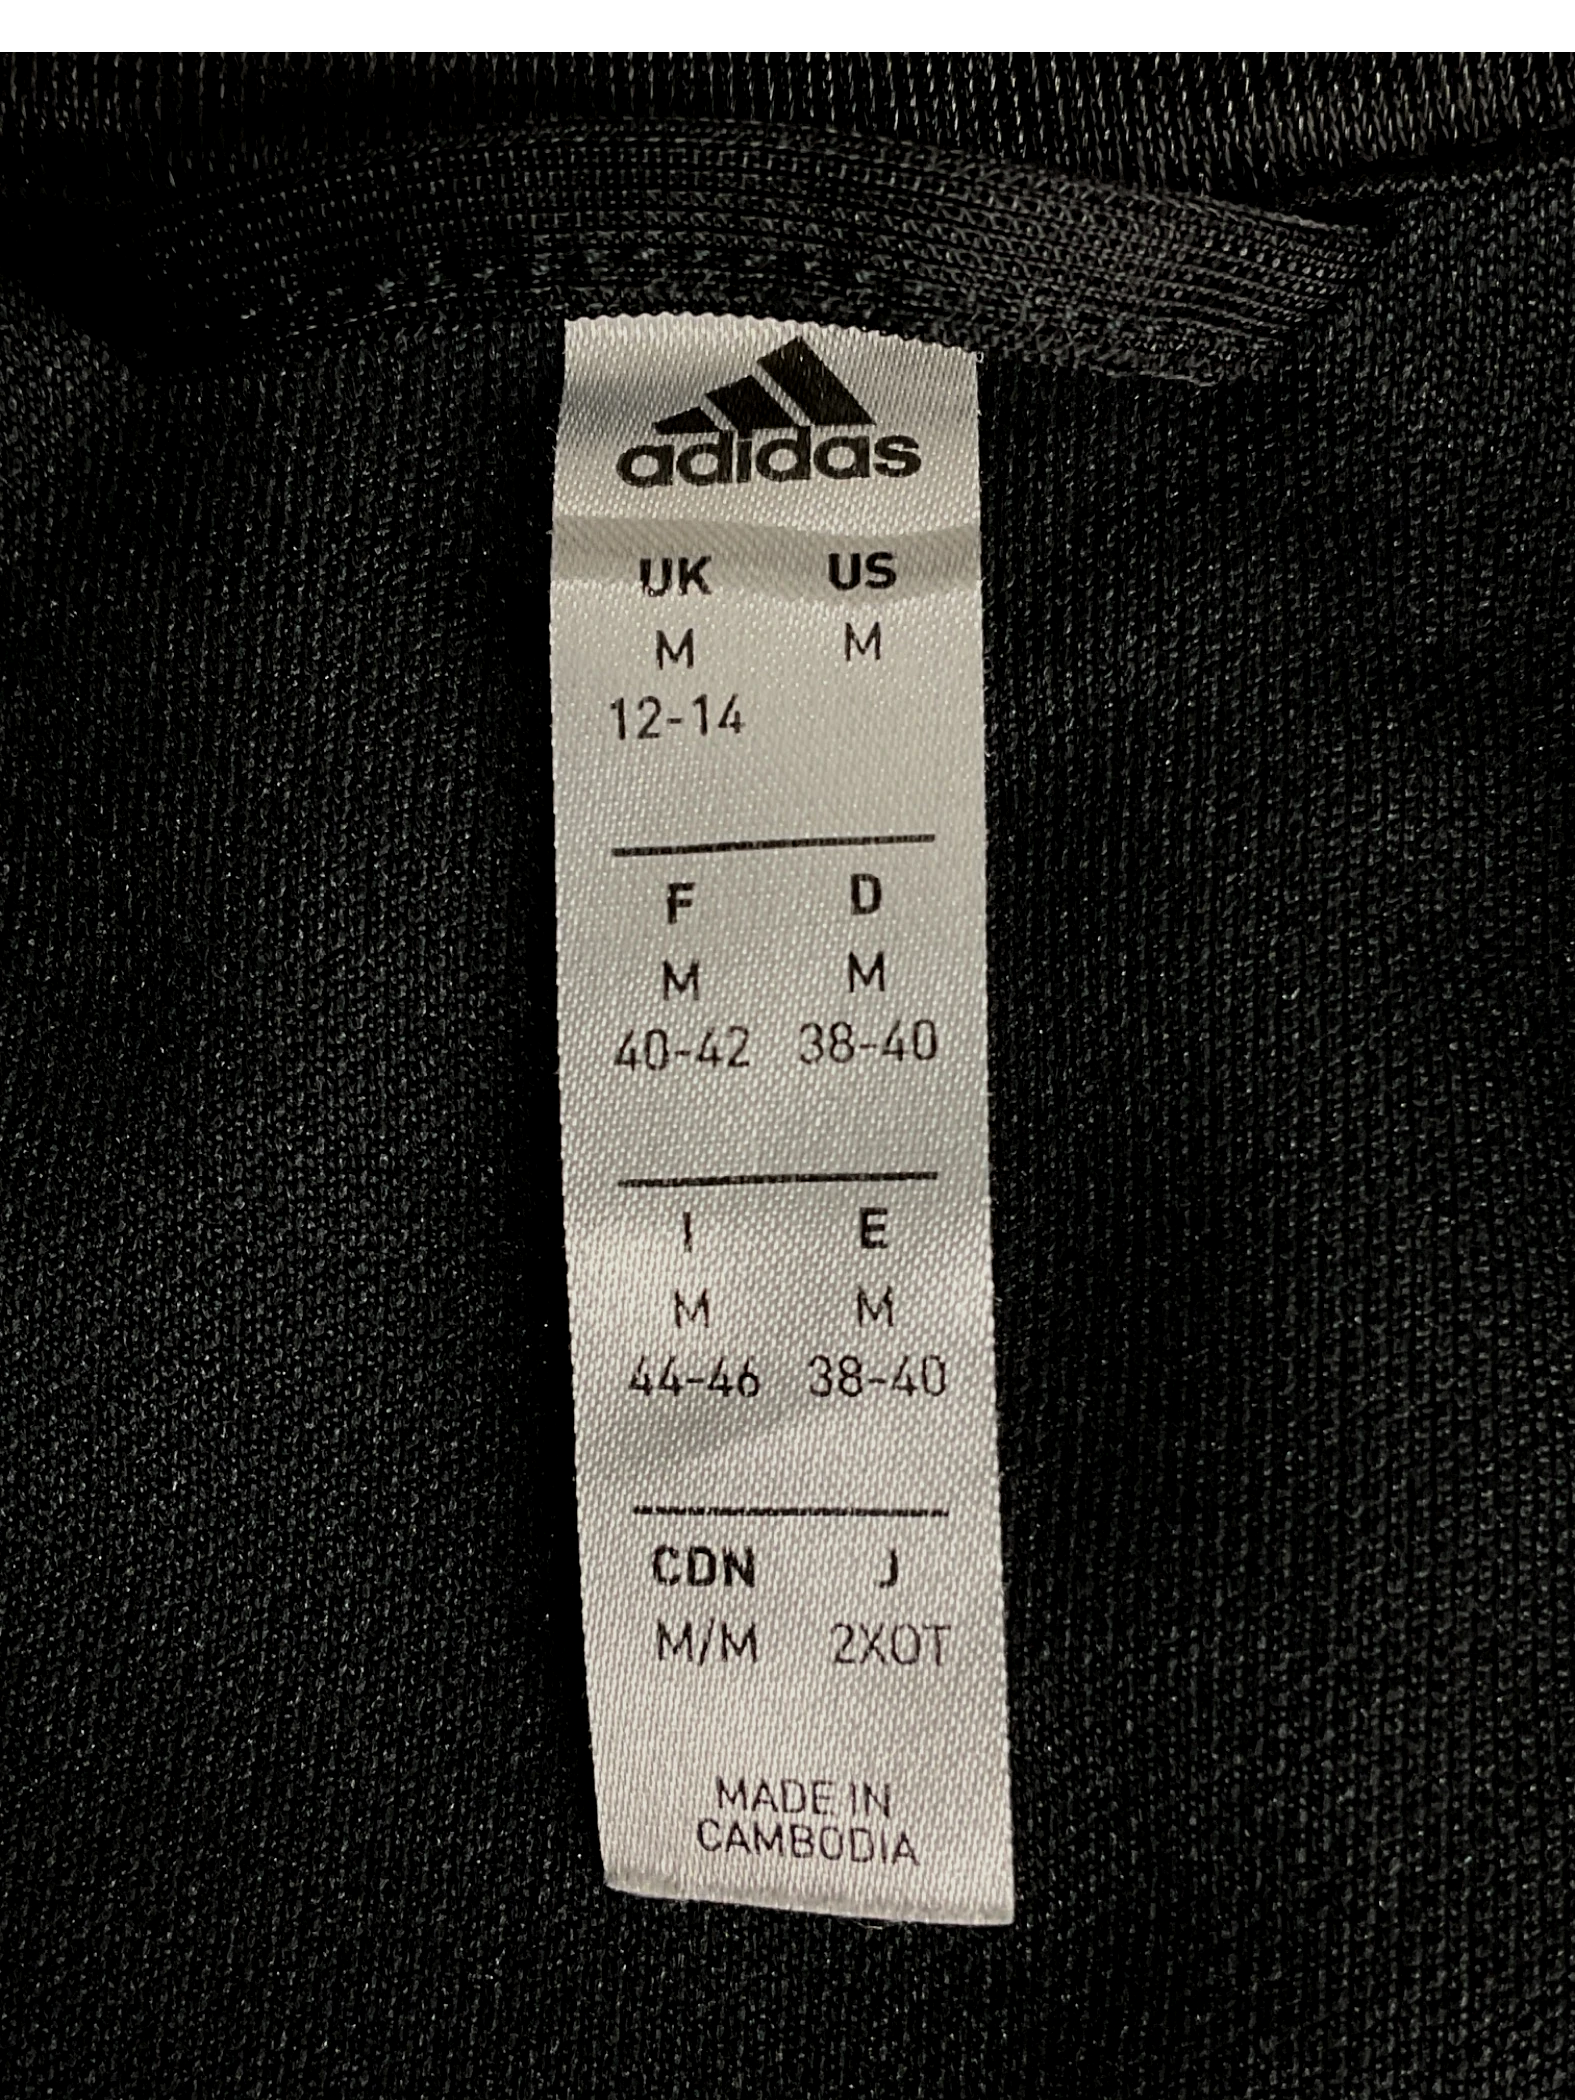 adidas
UK US
M M
12-14
F D
M M
40-42 38-40
I E
M M
44-46 38-40
CDN J
M/M 2XOT
MADE IN
CAMBODIA